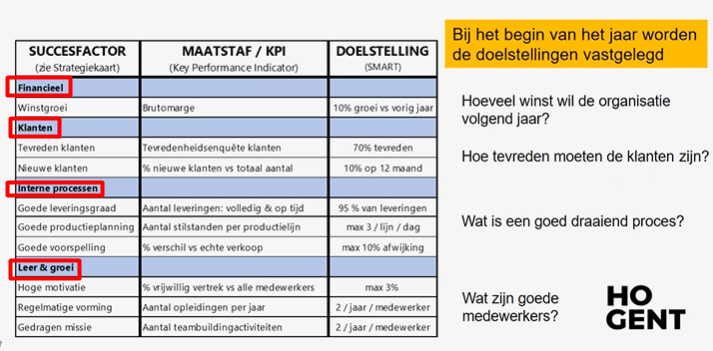 SUCCESFACTOR MAATSTAF / KPI DOELSTELLING
(zie Strategiekaart) (Key Performance Indicator) (SMART)
Financieel
Winstgroei Brutomarge 10% groei vs vorig jaar
Klanten
Tevreden klanten Tevredenheidsenquête klanten 70% tevreden
Nieuwe klanten % nieuwe klanten vs totaal aantal 10% op 12 maand
Interne processen
Goede leveringsgraad Aantal leveringen: volledig & op tijd 95 % van leveringen
Goede productieplanning Aantal stilstanden per productielijn max 3 / lijn / dag
Goede voorspelling % verschil vs echte verkoop max 10% afwijking
Leer & groei
Hoge motivatie % vrijwillig vertrek vs alle medewerkers max 3%
Regelmatige vorming Aantal opleidingen per jaar 2 / jaar / medewerker
Gedragen missie Aantal teambuildingactiviteiten 2 / jaar / medewerker
Bij het begin van het jaar worden
de doelstellingen vastgelegd
Hoeveel winst wil de organisatie
volgend jaar?
Hoe tevreden moeten de klanten zijn?
Wat is een goed draaiend proces?
Wat zijn goede
medewerkers?
HO
GENT